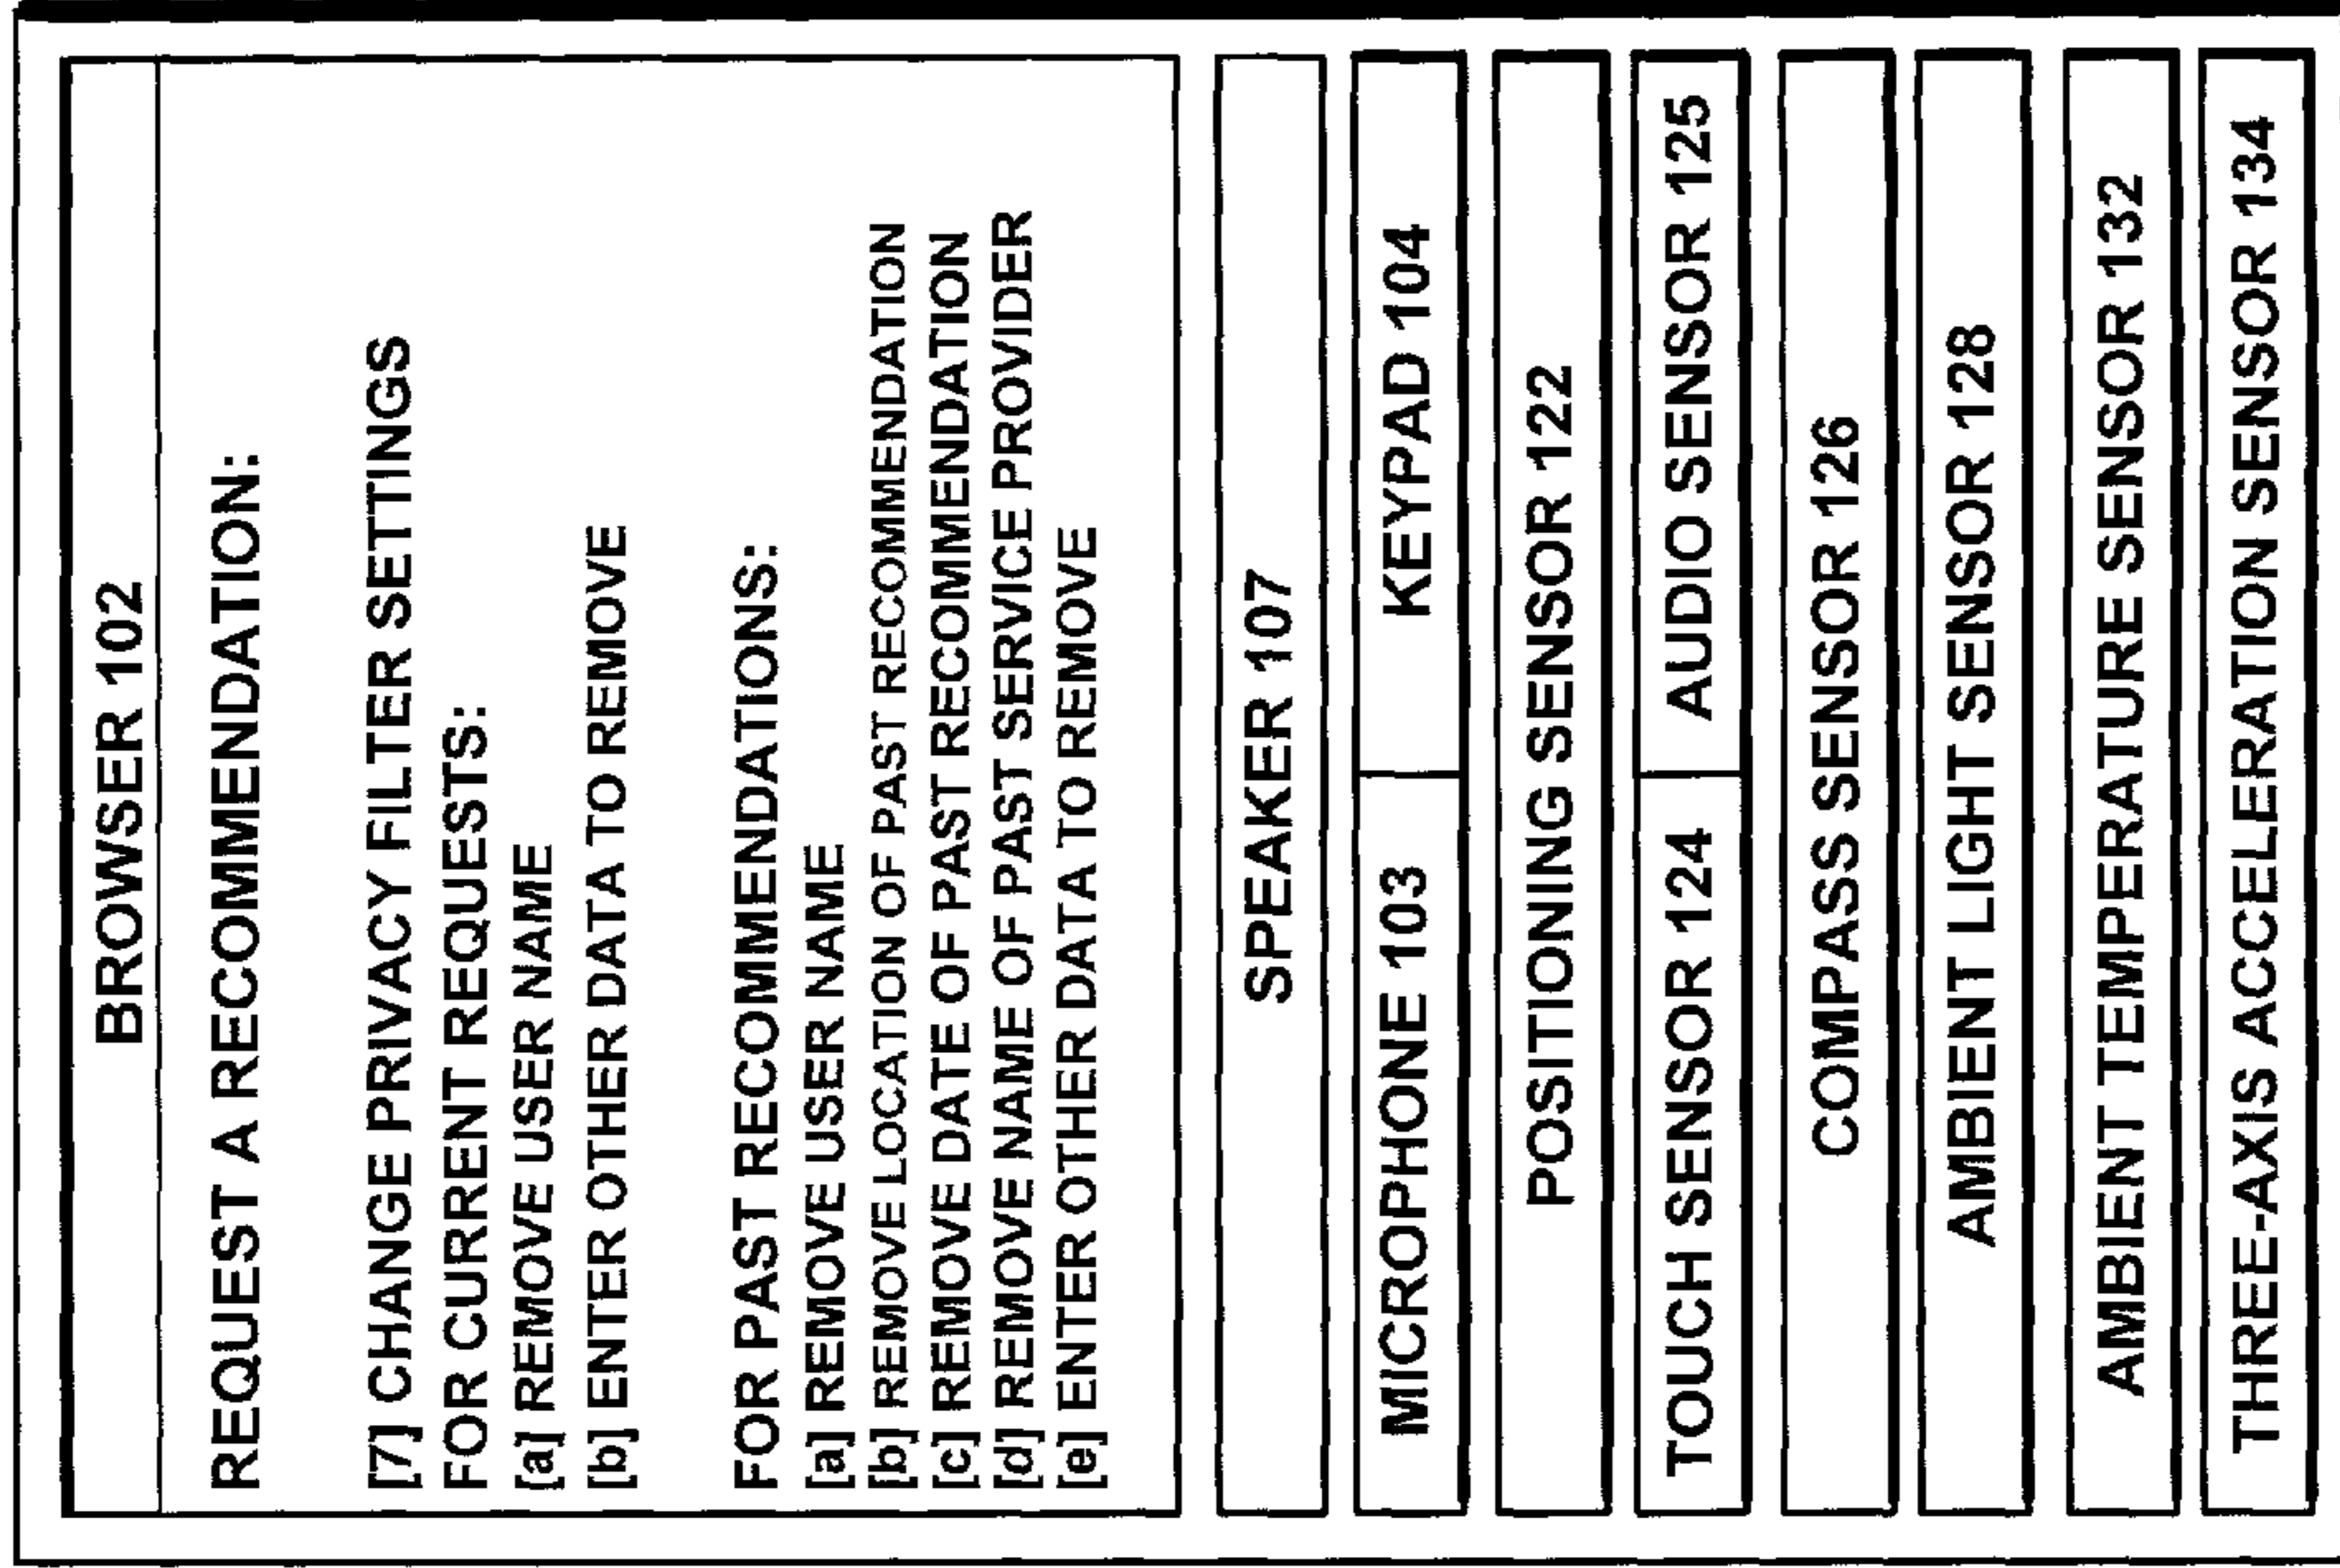 BROWSER 102
REQUEST A RECOMMENDATION:
[7] CHANGE PRIVACY FILTER SETTINGS
FOR CURRENT REQUESTS:
[a] REMOVE USER NAME
[b] ENTER OTHER DATA TO REMOVE
FOR PAST RECOMMENDATIONS:
[a] REMOVE USER NAME
[b] REMOVE LOCATION OF PAST RECOMMENDATION
[c] REMOVE DATE OF PAST RECOMMENDATION
[d] REMOVE NAME OF PAST SERVICE PROVIDER
[e] ENTER OTHER DATA TO REMOVE
SPEAKER 107
MICROPHONE 103 KEYPAD 104
POSITIONING SENSOR 122
TOUCH SENSOR 124 AUDIO SENSOR 125
COMPASS SENSOR 126
AMBIENT LIGHT SENSOR 128
AMBIENT TEMPERATURE SENSOR 132
THREE-AXIS ACCELERATION SENSOR 134